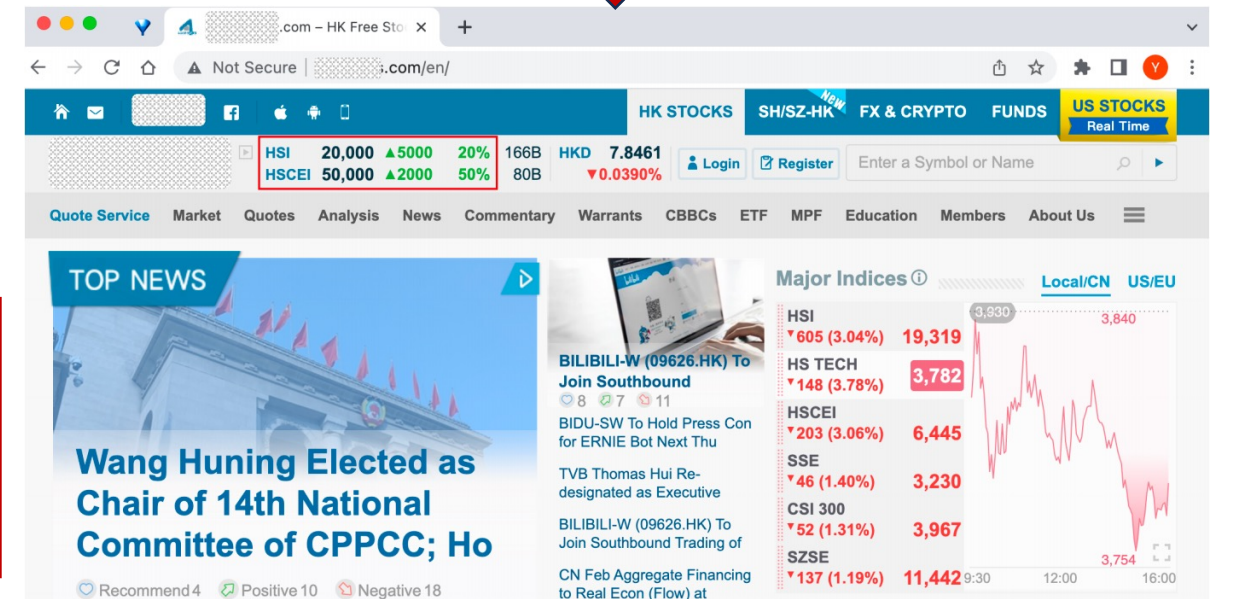 .com – HK Free Sto
Not Secure
.com/en/
Y
HK STOCKS
SH/SZ-HK
New
FX & CRYPTO
FUNDS
US STOCKS
Real Time
HSI 20,000 ▲5000 20% 166B
HSCEI 50,000 ▲2000 50% 80B
HKD 7.8461
▼0.0390%
Login
Register
Enter a Symbol or Name
Quote Service Market Quotes Analysis News Commentary Warrants CBBCs ETF MPF Education Members About Us
TOP NEWS
Wang Huning Elected as
Chair of 14th National
Committee of CPPCC; Ho
Recommend 4 Positive 10 Negative 18
BILIBILI-W (09626.HK) To
Join Southbound
8 7 11
BIDU-SW To Hold Press Con
for ERNIE Bot Next Thu
TVB Thomas Hui Re-
designated as Executive
BILIBILI-W (09626.HK) To
Join Southbound Trading of
CN Feb Aggregate Financing
to Real Econ (Flow) at
Major Indices
Local/CN US/EU
HSI
▼605 (3.04%) 19,319
HS TECH
▼148 (3.78%) 3,782
HSCEI
▼203 (3.06%) 6,445
SSE
▼46 (1.40%) 3,230
CSI 300
▼52 (1.31%) 3,967
SZSE
▼137 (1.19%) 11,442
3,930
3,840
3,754
9:30 12:00 16:00